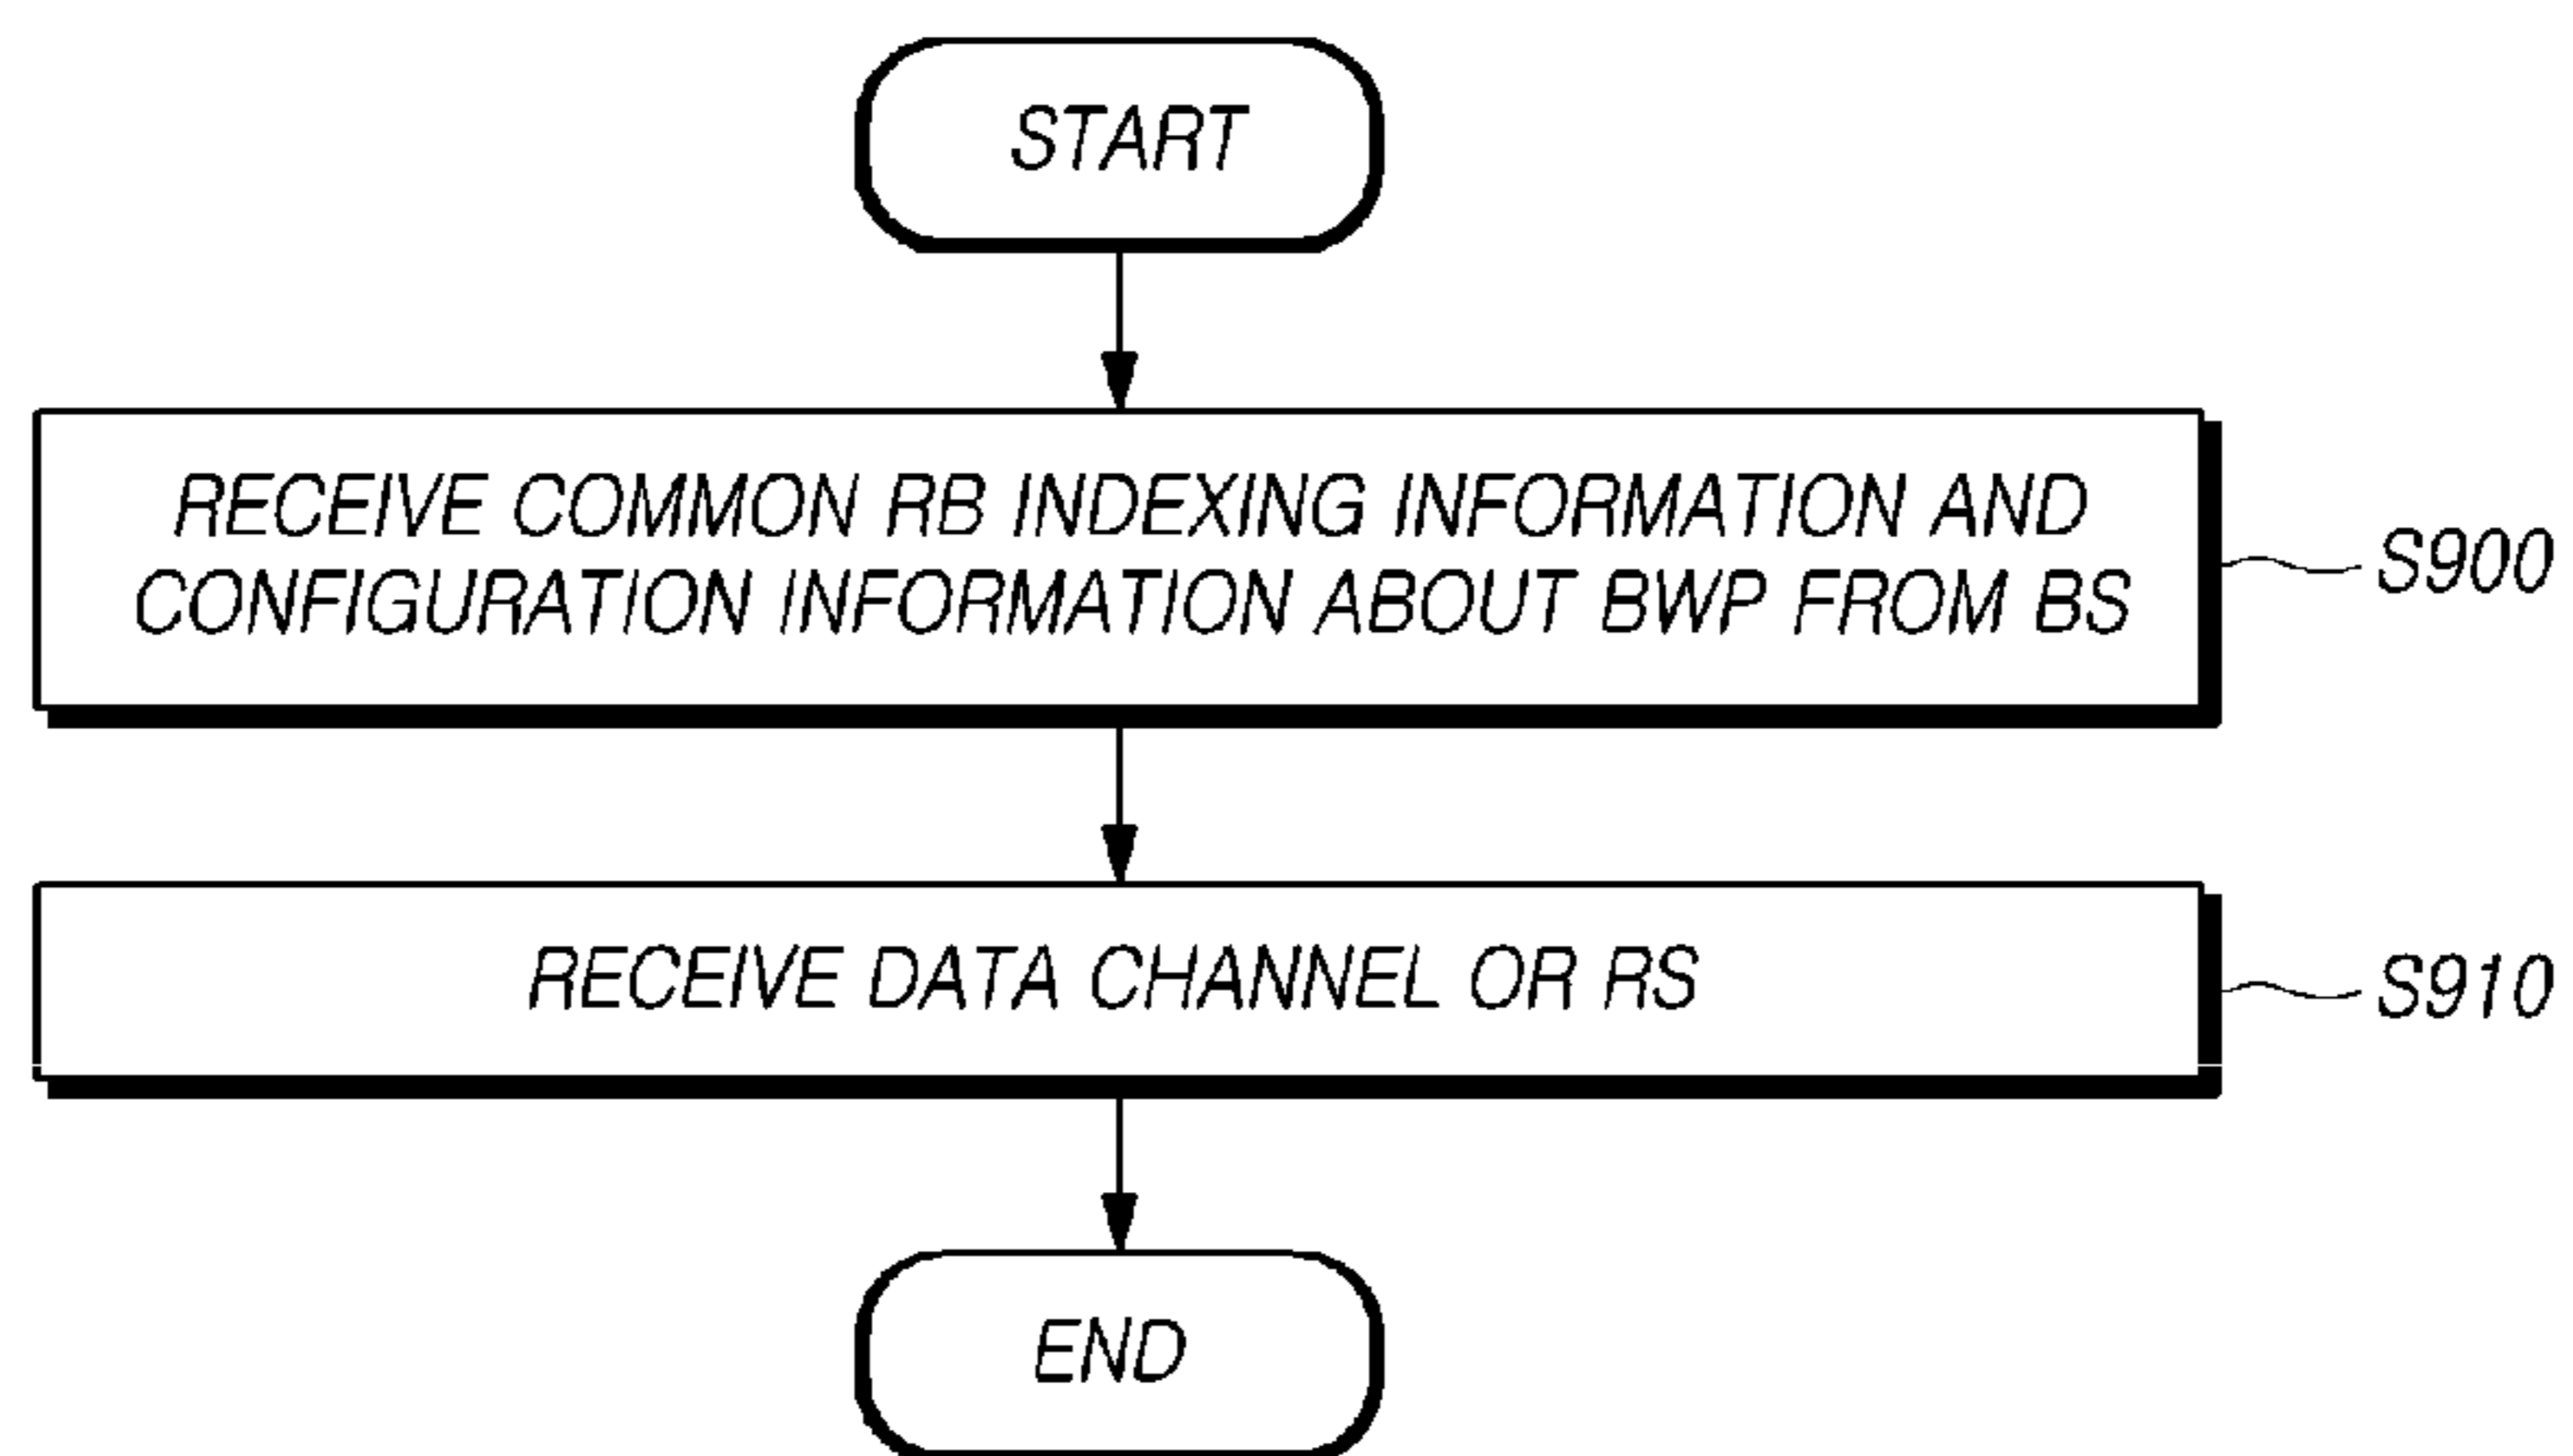 START
RECEIVE COMMON RB INDEXING INFORMATION AND
CONFIGURATION INFORMATION ABOUT BWP FROM BS
S900
RECEIVE DATA CHANNEL OR RS
S910
END